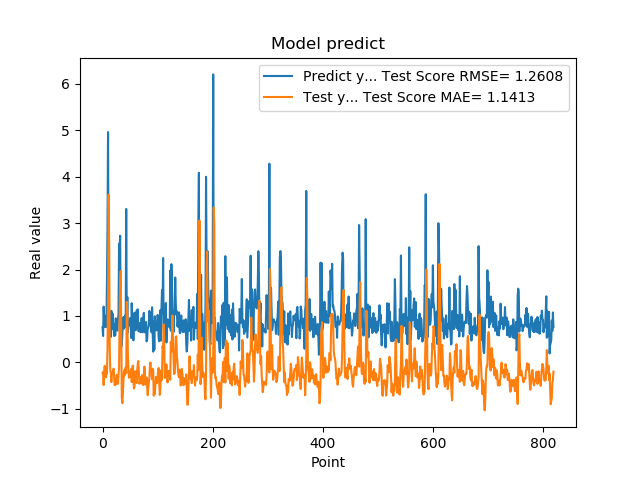 Model predict
Predict y... Test Score RMSE= 1.2608
Test y... Test Score MAE= 1.1413
Real value
6
5
4
3
2
1
0
−1
0 200 400 600 800
Point